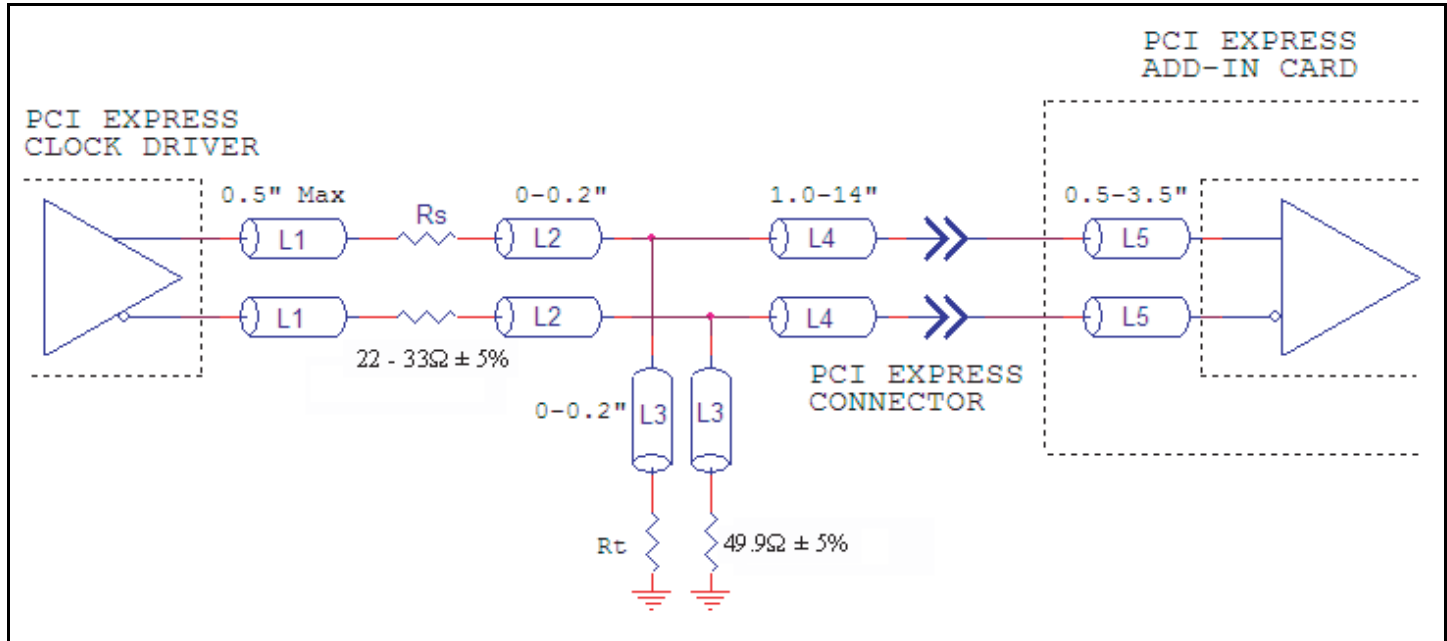 PCI EXPRESS
ADD-IN CARD
PCI EXPRESS
CLOCK DRIVER
0.5" Max
Rs
0-0.2"
1.0-14"
0.5-3.5"
L1
L2
L4
L5
L1
L2
L4
L5
22 - 33Ω ± 5%
PCI EXPRESS
CONNECTOR
0-0.2"
L3
L3
Rt
49.9Ω ± 5%